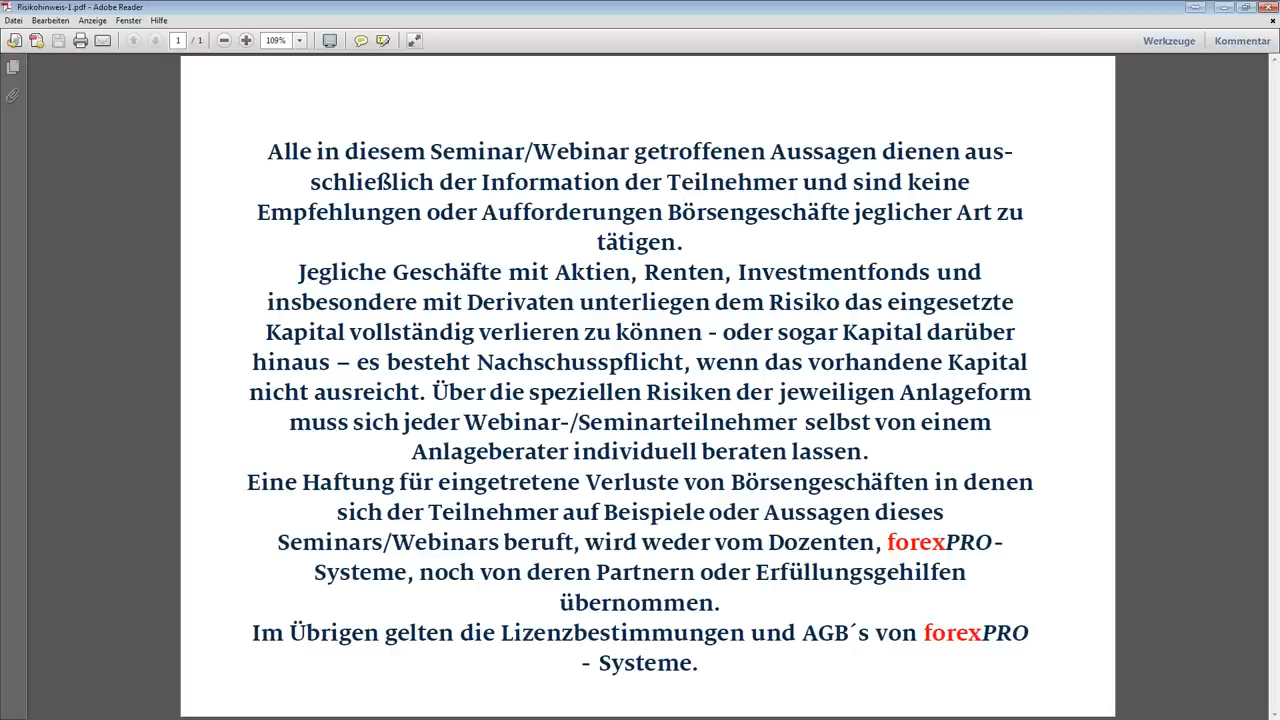 Risikohinweis-1.pdf - Adobe Reader
Datei Bearbeiten Anzeige Fenster Hilfe
1 / 1 109% Werkzeuge Kommentar
Alle in diesem Seminar/Webinar getroffenen Aussagen dienen aus-
schließlich der Information der Teilnehmer und sind keine
Empfehlungen oder Aufforderungen Börsengeschäfte jeglicher Art zu
tätigen.
Jegliche Geschäfte mit Aktien, Renten, Investmentfonds und
insbesondere mit Derivaten unterliegen dem Risiko das eingesetzte
Kapital vollständig verlieren zu können - oder sogar Kapital darüber
hinaus – es besteht Nachschusspflicht, wenn das vorhandene Kapital
nicht ausreicht. Über die speziellen Risiken der jeweiligen Anlageform
muss sich jeder Webinar-/Seminarteilnehmer selbst von einem
Anlageberater individuell beraten lassen.
Eine Haftung für eingetretene Verluste von Börsengeschäften in denen
sich der Teilnehmer auf Beispiele oder Aussagen dieses
Seminars/Webinars beruft, wird weder vom Dozenten, forexPRO-
Systeme, noch von deren Partnern oder Erfüllungsgehilfen
übernommen.
Im Übrigen gelten die Lizenzbestimmungen und AGB´s von forexPRO
- Systeme.